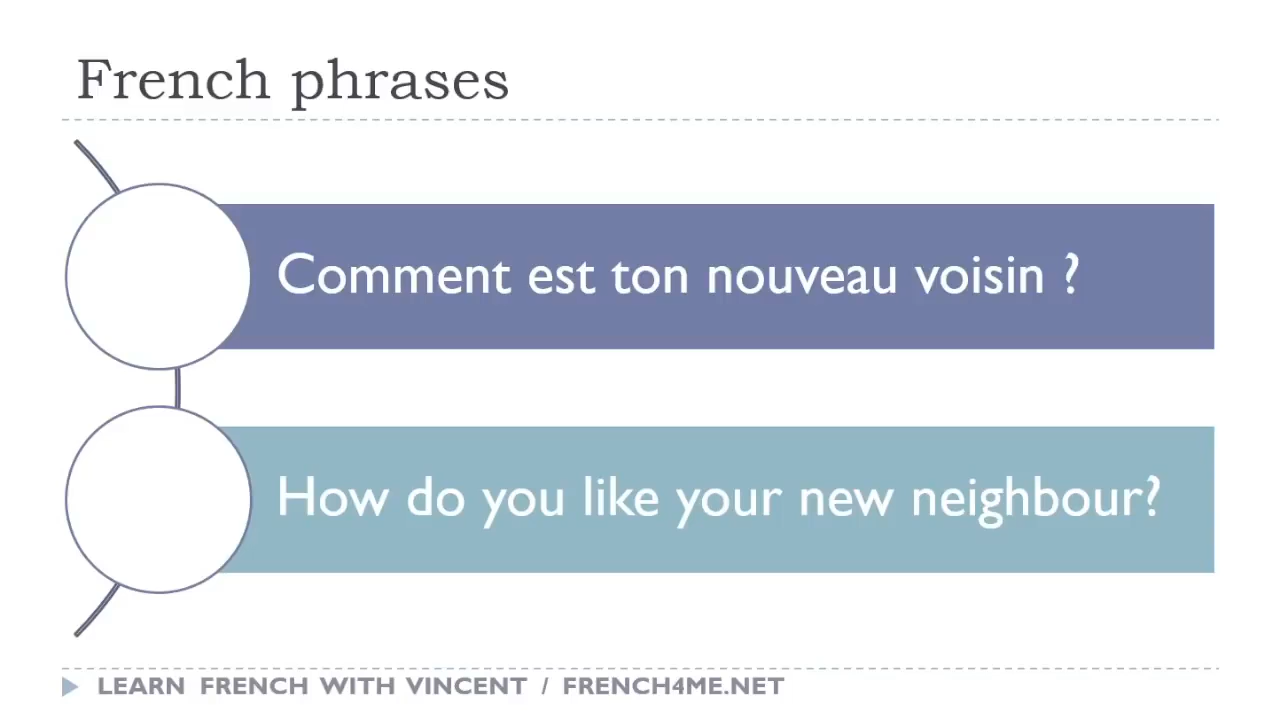 French phrases
Comment est ton nouveau voisin ?
How do you like your new neighbour?
LEARN FRENCH WITH VINCENT / FRENCH4ME.NET